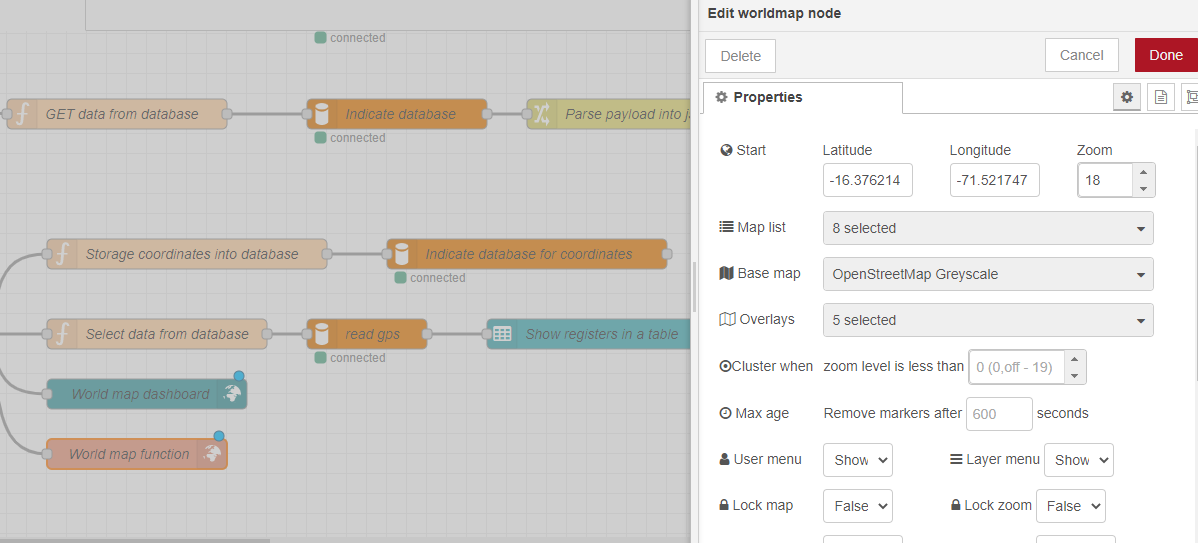 connected
GET data from database
Indicate database
Parse payload into j
connected
Storage coordinates into database
Indicate database for coordinates
connected
Select data from database
read gps
Show registers in a table
connected
World map dashboard
World map function
Edit worldmap node
Delete
Cancel
Done
Properties
Start
Latitude
Longitude
Zoom
-16.376214
-71.521747
18
Map list
8 selected
Base map
OpenStreetMap Greyscale
Overlays
5 selected
Cluster when zoom level is less than 0 (0,off - 19)
Max age Remove markers after 600 seconds
User menu Show Layer menu Show
Lock map False Lock zoom False